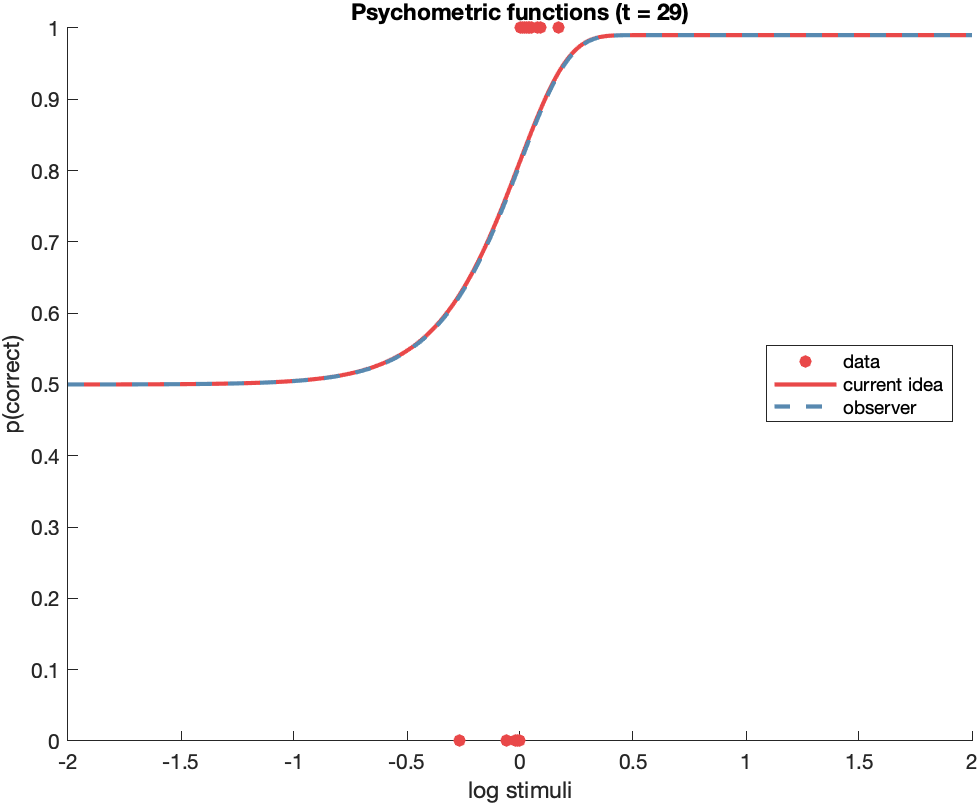 Psychometric functions (t = 29)
1
0.9
0.8
0.7
0.6
0.5
0.4
0.3
0.2
0.1
0
p(correct)
data
current idea
observer
-2 -1.5 -1 -0.5 0 0.5 1 1.5 2
log stimuli